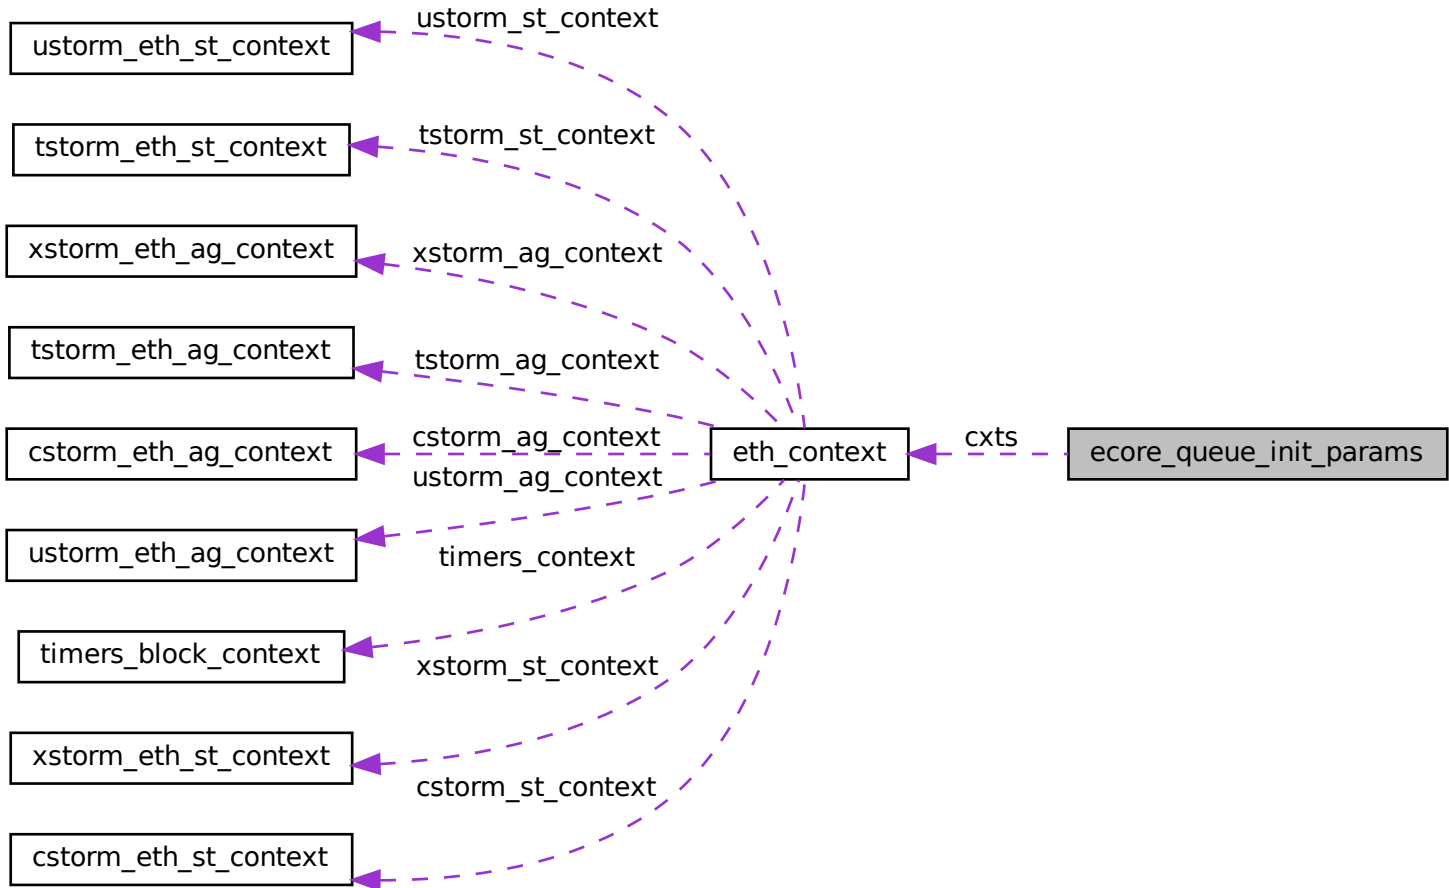 ustorm_st_context
ustorm_eth_st_context
tstorm_st_context
tstorm_eth_st_context
xstorm_ag_context
xstorm_eth_ag_context
tstorm_ag_context
tstorm_eth_ag_context
cstorm_ag_context
cxts
cstorm_eth_ag_context
eth_context
ecore_queue_init_params
ustorm_ag_context
ustorm_eth_ag_context
timers_context
timers_block_context
xstorm_st_context
xstorm_eth_st_context
cstorm_st_context
cstorm_eth_st_context